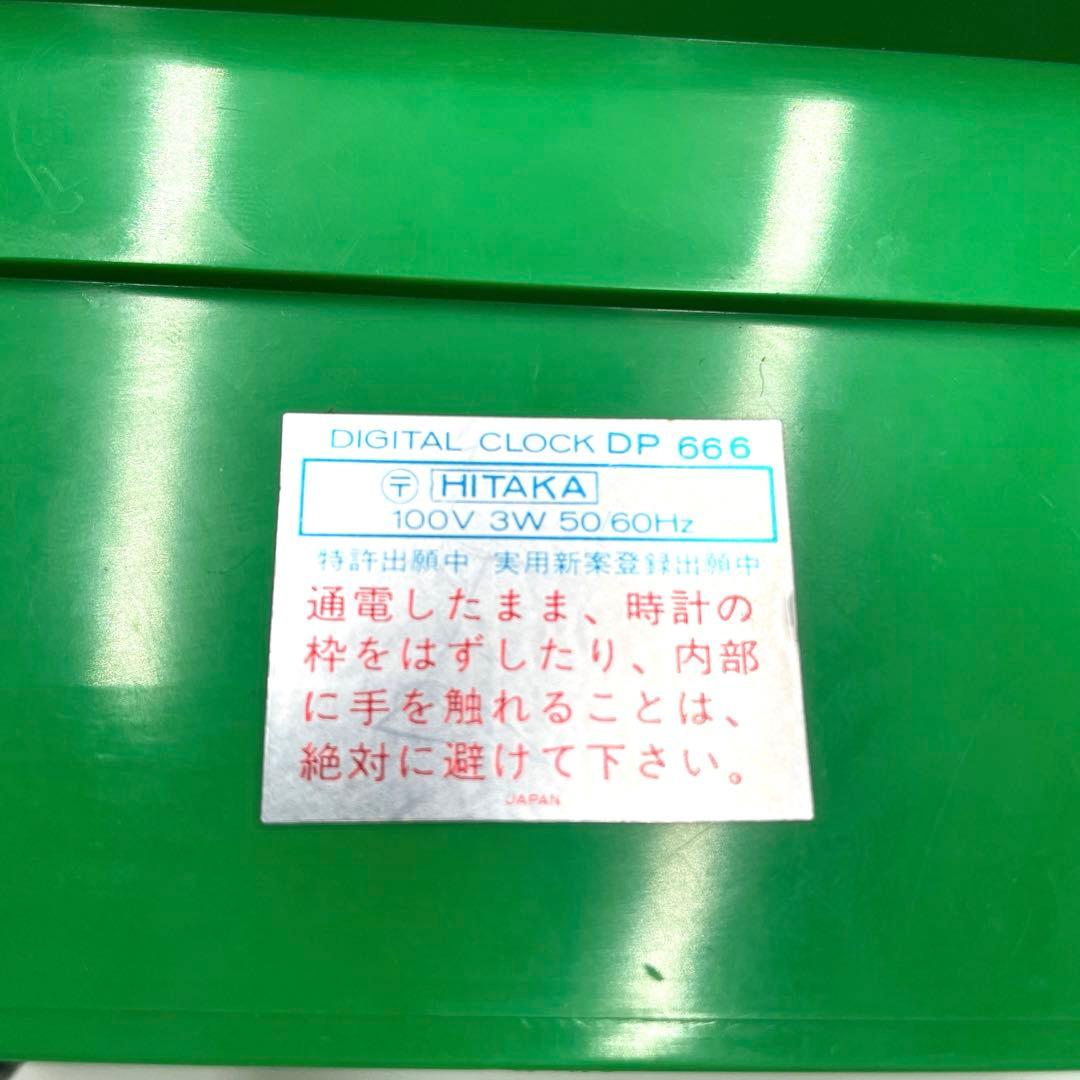 DIGITAL CLOCK DP 666
〒 HITAKA
100V 3W 50/60Hz
特許出願中 実用新案登録出願中
通電したまま、時計の
枠をはずしたり、内部
に手を触れることは、
絶対に避けて下さい。
JAPAN